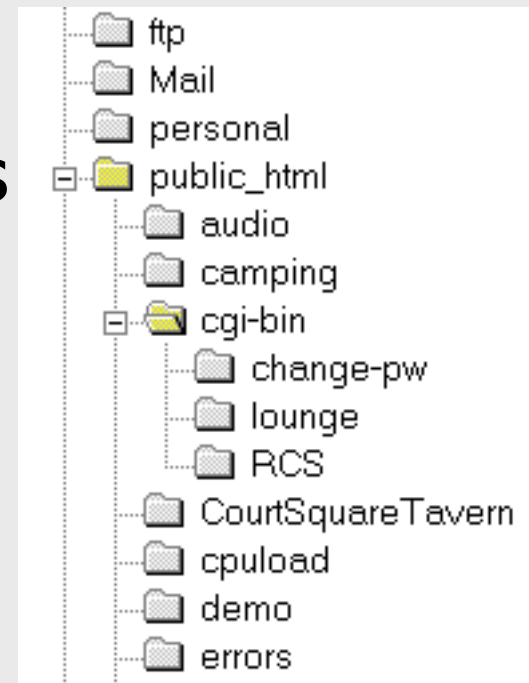 ftp
Mail
personal
s
public_html
audio
camping
cgi-bin
change-pw
lounge
RCS
CourtSquareTavern
cpuload
demo
errors